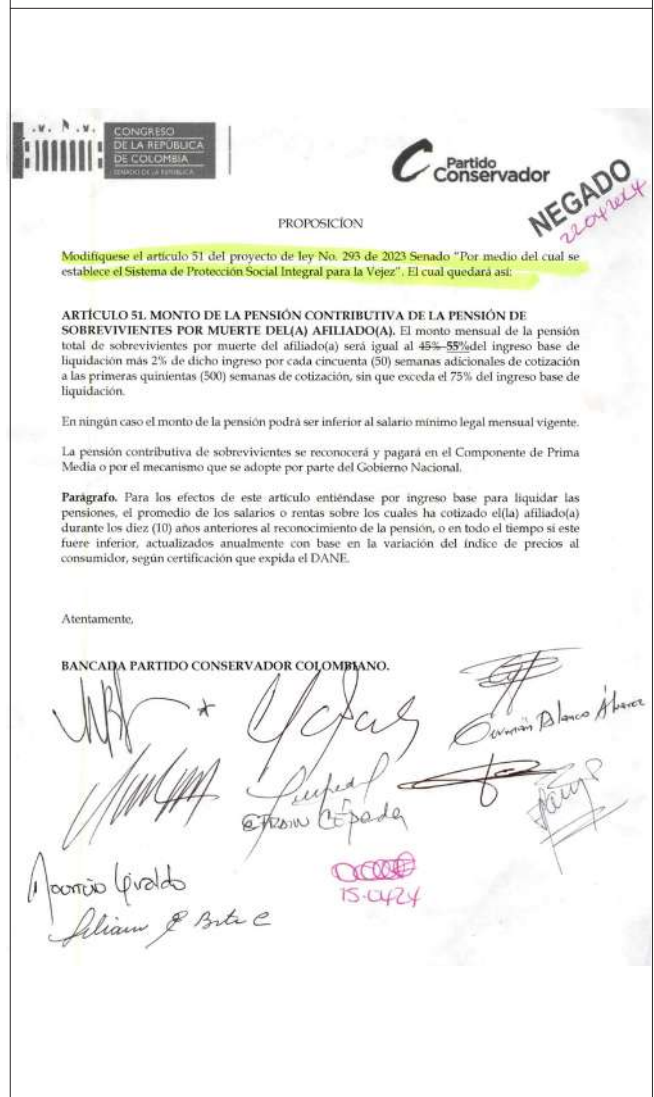 CONGRESO
DE LA REPÚBLICA
DE COLOMBIA
SENADO DE LA REPÚBLICA
Partido
Conservador
NEGADO
22042024
PROPOSICÍON
Modifíquese el artículo 51 del proyecto de ley No. 293 de 2023 Senado "Por medio del cual se
establece el Sistema de Protección Social Integral para la Vejez". El cual quedará así:
ARTÍCULO 51. MONTO DE LA PENSIÓN CONTRIBUTIVA DE LA PENSIÓN DE
SOBREVIVIENTES POR MUERTE DEL(A) AFILIADO(A). El monto mensual de la pensión
total de sobrevivientes por muerte del afiliado(a) será igual al 45% 55%del ingreso base de
liquidación más 2% de dicho ingreso por cada cincuenta (50) semanas adicionales de cotización
a las primeras quinientas (500) semanas de cotización, sin que exceda el 75% del ingreso base de
liquidación.
En ningún caso el monto de la pensión podrá ser inferior al salario mínimo legal mensual vigente.
La pensión contributiva de sobrevivientes se reconocerá y pagará en el Componente de Prima
Media o por el mecanismo que se adopte por parte del Gobierno Nacional.
Parágrafo. Para los efectos de este artículo entiéndase por ingreso base para liquidar las
pensiones, el promedio de los salarios o rentas sobre los cuales ha cotizado el(la) afiliado(a)
durante los diez (10) años anteriores al reconocimiento de la pensión, o en todo el tiempo si este
fuere inferior, actualizados anualmente con base en la variación del índice de precios al
consumidor, según certificación que expida el DANE.
Atentamente,
BANCADA PARTIDO CONSERVADOR COLOMBIANO.
Germán Blanco Álvarez
Efraín Cepeda
Mauricio Giraldo
15.0424
Liliam E Bita C